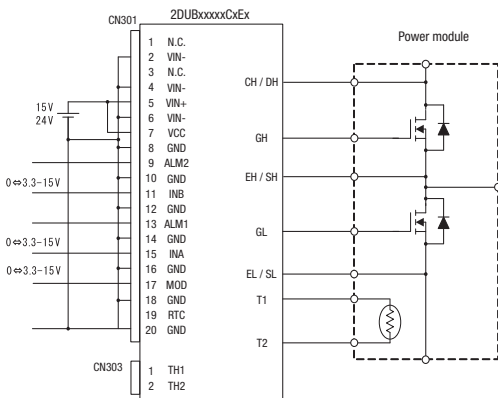 2DUBxxxxxCxEx
CN301
Power module
1 N.C.
2 VIN-
3 N.C.
4 VIN-
5 VIN+
6 VIN-
7 VCC
8 GND
9 ALM2
10 GND
11 INB
12 GND
13 ALM1
14 GND
15 INA
16 GND
17 MOD
18 GND
19 RTC
20 GND
15V
24V
0⇔3.3-15V
0⇔3.3-15V
0⇔3.3-15V
CH / DH
GH
EH / SH
GL
EL / SL
T1
T2
CN303
1 TH1
2 TH2